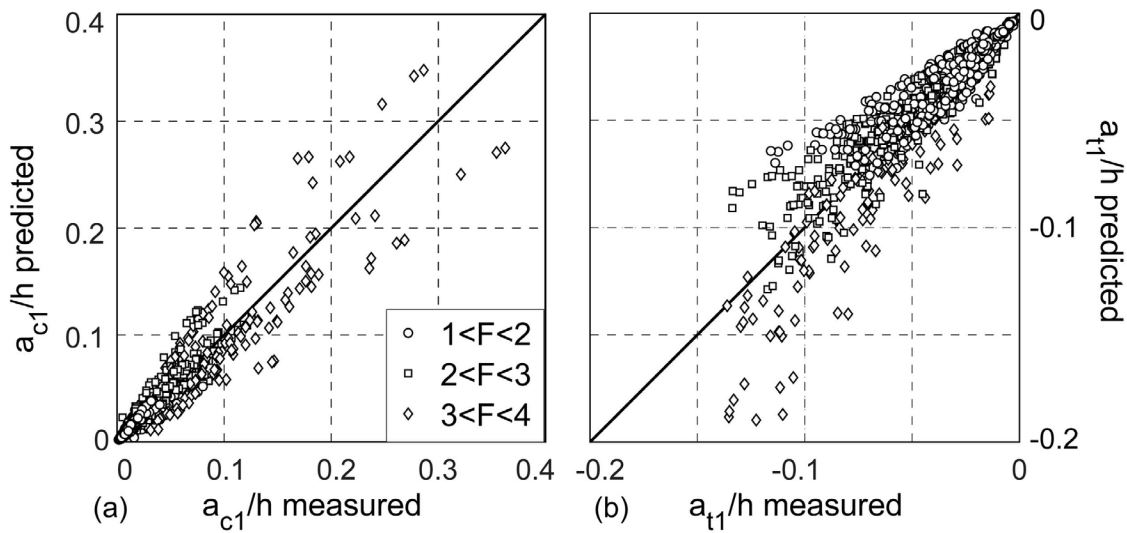 0.4
0.3
0.2
0.1
0
a_c1/h predicted
1<F<2
2<F<3
3<F<4
0 0.1 0.2 0.3 0.4
(a) a_c1/h measured
0
-0.1
-0.2
a_t1/h predicted
-0.2 -0.1 0
(b) a_t1/h measured